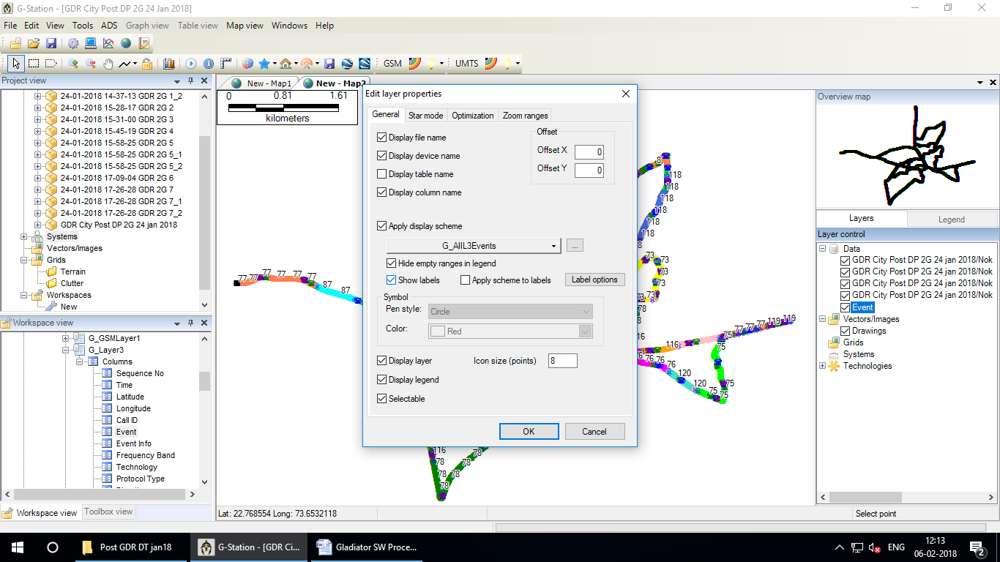 G-Station - [GDR City Post DP 2G 24 Jan 2018]
File Edit View Tools ADS Graph view Table view Map view Windows Help
GSM UMTS
Project view
24-01-2018 14-37-13 GDR 2G 1_2
24-01-2018 15-28-17 GDR 2G 2
24-01-2018 15-31-00 GDR 2G 3
24-01-2018 15-45-19 GDR 2G 4
24-01-2018 15-58-25 GDR 2G 5
24-01-2018 15-58-25 GDR 2G 5_1
24-01-2018 15-58-25 GDR 2G 5_2
24-01-2018 17-09-04 GDR 2G 6
24-01-2018 17-26-28 GDR 2G 7
24-01-2018 17-26-28 GDR 2G 7_1
24-01-2018 17-26-28 GDR 2G 7_2
GDR City Post DP 2G 24 jan 2018
Systems
Vectors/Images
Grids
Terrain
Clutter
Workspaces
New
Workspace view
G_GSMLayer1
G_Layer3
Columns
Sequence No
Time
Latitude
Longitude
Call ID
Event
Event Info
Frequency Band
Technology
Protocol Type
Workspace view Toolbox view
New - Map1 New - Map2
0 0.81 1.61
kilometers
77 77 77 77 77
87 87
8
118
118
118
118
118
8
73
73
73
73 73
78
8
16
116
75
77 77 77 119 119
75
76 76 76
76
120
120
75
75
75
116
78
78 78
78 78
78
Edit layer properties
General Star mode Optimization Zoom ranges
Display file name
Display device name
Display table name
Display column name
Offset
Offset X 0
Offset Y 0
Apply display scheme
G_AllL3Events ...
Hide empty ranges in legend
Show labels Apply scheme to labels Label options
Symbol
Pen style: Circle
Color: Red
Display layer Icon size (points) 8
Display legend
Selectable
OK Cancel
Overview map
Layers Legend
Layer control
Data
GDR City Post DP 2G 24 jan 2018/Nok
GDR City Post DP 2G 24 jan 2018/Nok
GDR City Post DP 2G 24 jan 2018/Nok
GDR City Post DP 2G 24 jan 2018/Nok
Event
Vectors/Images
Drawings
Grids
Systems
Technologies
Lat: 22.768554 Long: 73.6532118
Select point
Post GDR DT jan18 G-Station - [GDR Ci... Gladiator SW Proce...
ENG 12:13
06-02-2018
2